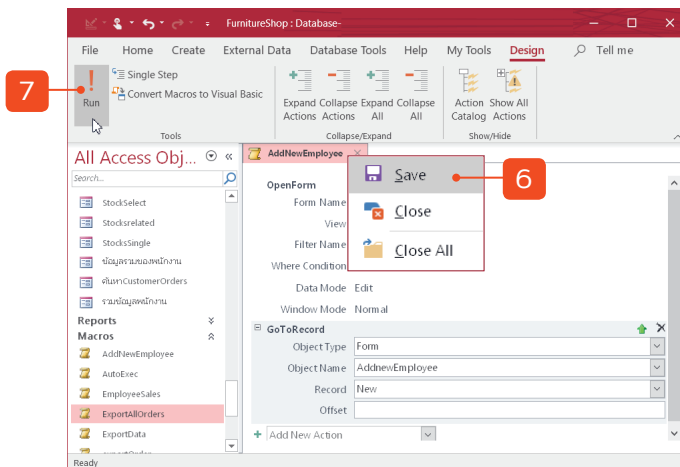 FurnitureShop : Database-
File Home Create External Data Database Tools Help My Tools Design Tell me
7
Run
Single Step
Convert Macros to Visual Basic
Expand Actions
Collapse Actions
Expand All
Collapse All
Action Catalog
Show All Actions
Tools
Collapse/Expand
Show/Hide
All Access Obj...
Search...
StockSelect
Stocksrelated
StocksSingle
ข้อมูลรวมของพนักงาน
ค้นหาCustomerOrders
รวมข้อมูลพนักงาน
Reports
Macros
AddNewEmployee
AutoExec
EmployeeSales
ExportAllOrders
ExportData
AddNewEmployee
Save
6
Close
Close All
OpenForm
Form Name
View
Filter Name
Where Condition
Data Mode Edit
Window Mode Normal
GoToRecord
Object Type Form
Object Name AddnewEmployee
Record New
Offset
Add New Action
Ready